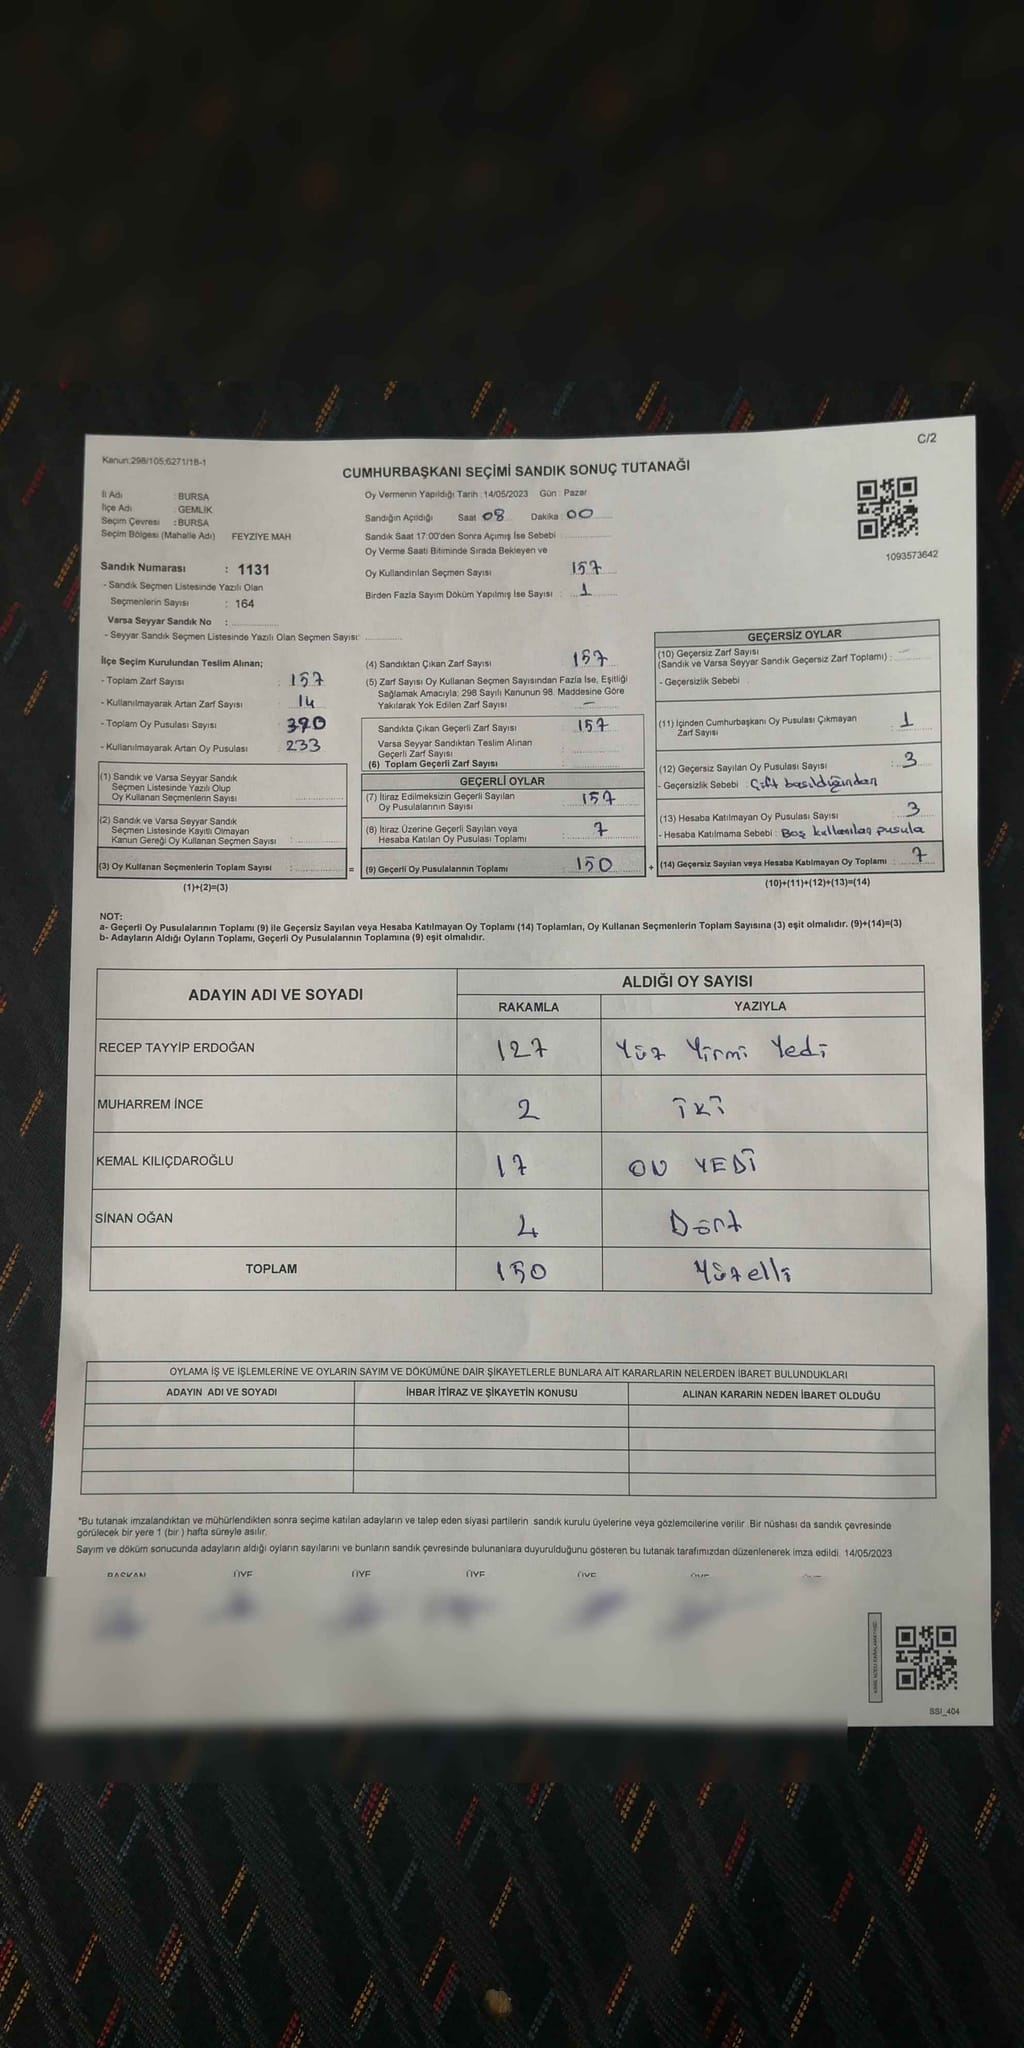 C/2
Kanun:298/105;6271/18-1
CUMHURBAŞKANI SEÇİMİ SANDIK SONUÇ TUTANAĞI
İl Adı : BURSA
İlçe Adı : GEMLİK
Seçim Çevresi : BURSA
Seçim Bölgesi (Mahalle Adı) FEYZIYE MAH
Sandık Numarası : 1131
- Sandık Seçmen Listesinde Yazılı Olan
Seçmenlerin Sayısı : 164
Varsa Seyyar Sandık No :
- Seyyar Sandık Seçmen Listesinde Yazılı Olan Seçmen Sayısı:
Oy Vermenin Yapıldığı Tarih : 14/05/2023 Gün : Pazar
Sandığın Açıldığı Saat 08 Dakika : 00
Sandık Saat 17:00'den Sonra Açımış İse Sebebi :
Oy Verme Saati Bitiminde Sırada Bekleyen ve
Oy Kullandırılan Seçmen Sayısı 157
Birden Fazla Sayım Döküm Yapılmış İse Sayısı : 1
1093573642
İlçe Seçim Kurulundan Teslim Alınan;
- Toplam Zarf Sayısı : 157
- Kullanılmayarak Artan Zarf Sayısı : 14
- Toplam Oy Pusulası Sayısı : 390
- Kullanılmayarak Artan Oy Pusulası : 233
(1) Sandık ve Varsa Seyyar Sandık
Seçmen Listesinde Yazılı Olup
Oy Kullanan Seçmenlerin Sayısı :
(2) Sandık ve Varsa Seyyar Sandık
Seçmen Listesinde Kayıtlı Olmayan
Kanun Gereği Oy Kullanan Seçmen Sayısı :
(3) Oy Kullanan Seçmenlerin Toplam Sayısı :
(1)+(2)=(3)
(4) Sandıktan Çıkan Zarf Sayısı : 157
(5) Zarf Sayısı Oy Kullanan Seçmen Sayısından Fazla İse, Eşitliği
Sağlamak Amacıyla; 298 Sayılı Kanunun 98. Maddesine Göre
Yakılarak Yok Edilen Zarf Sayısı : –
Sandıkta Çıkan Geçerli Zarf Sayısı : 157
Varsa Seyyar Sandıktan Teslim Alınan
Geçerli Zarf Sayısı :
(6) Toplam Geçerli Zarf Sayısı :
GEÇERLİ OYLAR
(7) İtiraz Edilmeksizin Geçerli Sayılan
Oy Pusulalarının Sayısı : 157
(8) İtiraz Üzerine Geçerli Sayılan veya
Hesaba Katılan Oy Pusulası Toplamı : 7
= (9) Geçerli Oy Pusulalarının Toplamı : 150 +
GEÇERSİZ OYLAR
(10) Geçersiz Zarf Sayısı
(Sandık ve Varsa Seyyar Sandık Geçersiz Zarf Toplamı) : –
- Geçersizlik Sebebi :
(11) İçinden Cumhurbaşkanı Oy Pusulası Çıkmayan
Zarf Sayısı : 1
(12) Geçersiz Sayılan Oy Pusulası Sayısı : 3
- Geçersizlik Sebebi : Çift basıldığından
(13) Hesaba Katılmayan Oy Pusulası Sayısı : 3
- Hesaba Katılmama Sebebi : Boş kullanılan pusula
(14) Geçersiz Sayılan veya Hesaba Katılmayan Oy Toplamı : 7
(10)+(11)+(12)+(13)=(14)
NOT:
a- Geçerli Oy Pusulalarının Toplamı (9) ile Geçersiz Sayılan veya Hesaba Katılmayan Oy Toplamı (14) Toplamları, Oy Kullanan Seçmenlerin Toplam Sayısına (3) eşit olmalıdır. (9)+(14)=(3)
b- Adayların Aldığı Oyların Toplamı, Geçerli Oy Pusulalarının Toplamına (9) eşit olmalıdır.
ADAYIN ADI VE SOYADI ALDIĞI OY SAYISI
RAKAMLA YAZIYLA
RECEP TAYYİP ERDOĞAN 127 Yüz Yirmi Yedi
MUHARREM İNCE 2 İKİ
KEMAL KILIÇDAROĞLU 17 ON YEDİ
SİNAN OĞAN 4 Dört
TOPLAM 150 Yüzelli
OYLAMA İŞ VE İŞLEMLERİNE VE OYLARIN SAYIM VE DÖKÜMÜNE DAİR ŞİKAYETLERLE BUNLARA AİT KARARLARIN NELERDEN İBARET BULUNDUKLARI
ADAYIN ADI VE SOYADI İHBAR İTİRAZ VE ŞİKAYETİN KONUSU ALINAN KARARIN NEDEN İBARET OLDUĞU
*Bu tutanak imzalandıktan ve mühürlendikten sonra seçime katılan adayların ve talep eden siyasi partilerin sandık kurulu üyelerine veya gözlemcilerine verilir. Bir nüshası da sandık çevresinde
görülecek bir yere 1 (bir ) hafta süreyle asılır.
Sayım ve döküm sonucunda adayların aldığı oyların sayılarını ve bunların sandık çevresinde bulunanlara duyurulduğunu gösteren bu tutanak tarafımızdan düzenlenerek imza edildi. 14/05/2023
BAŞKAN ÜYE ÜYE ÜYE ÜYE ÜYE
SSI_404